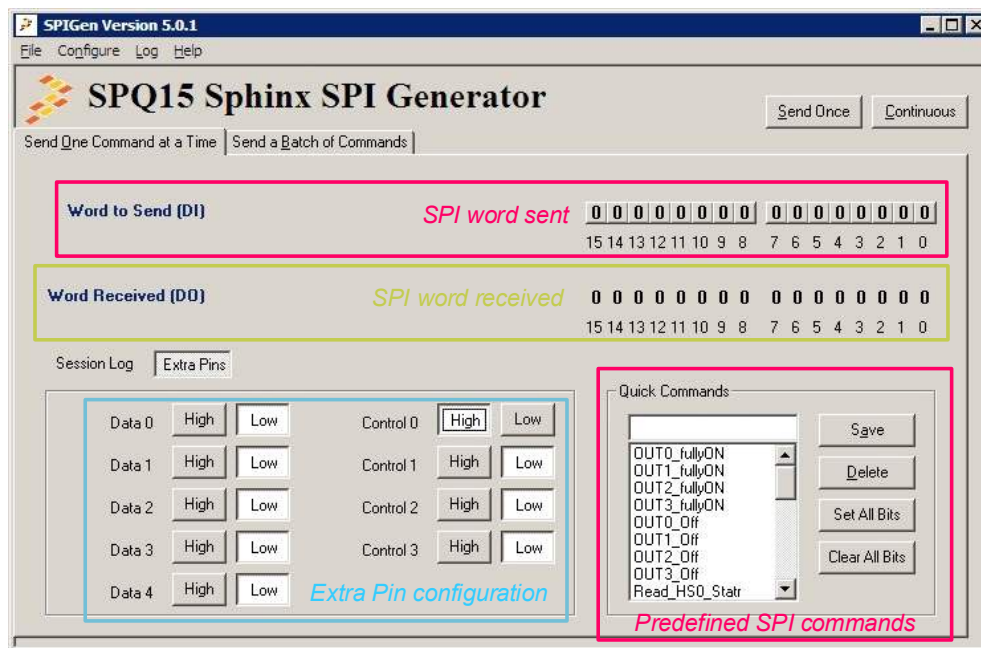 SPIGen Version 5.0.1
File Configure Log Help
SPQ15 Sphinx SPI Generator
Send Once Continuous
Send One Command at a Time Send a Batch of Commands
Word to Send (DI) SPI word sent 0 0 0 0 0 0 0 0 0 0 0 0 0 0 0 0
15 14 13 12 11 10 9 8 7 6 5 4 3 2 1 0
Word Received (DO) SPI word received 0 0 0 0 0 0 0 0 0 0 0 0 0 0 0 0
15 14 13 12 11 10 9 8 7 6 5 4 3 2 1 0
Session Log Extra Pins
Data 0 High Low Control 0 High Low
Data 1 High Low Control 1 High Low
Data 2 High Low Control 2 High Low
Data 3 High Low Control 3 High Low
Data 4 High Low Extra Pin configuration
Quick Commands
Save
OUT0_fullyON
OUT1_fullyON
OUT2_fullyON
OUT3_fullyON
OUT0_Off
OUT1_Off
OUT2_Off
OUT3_Off
Read_HS0_Statr
Delete
Set All Bits
Clear All Bits
Predefined SPI commands